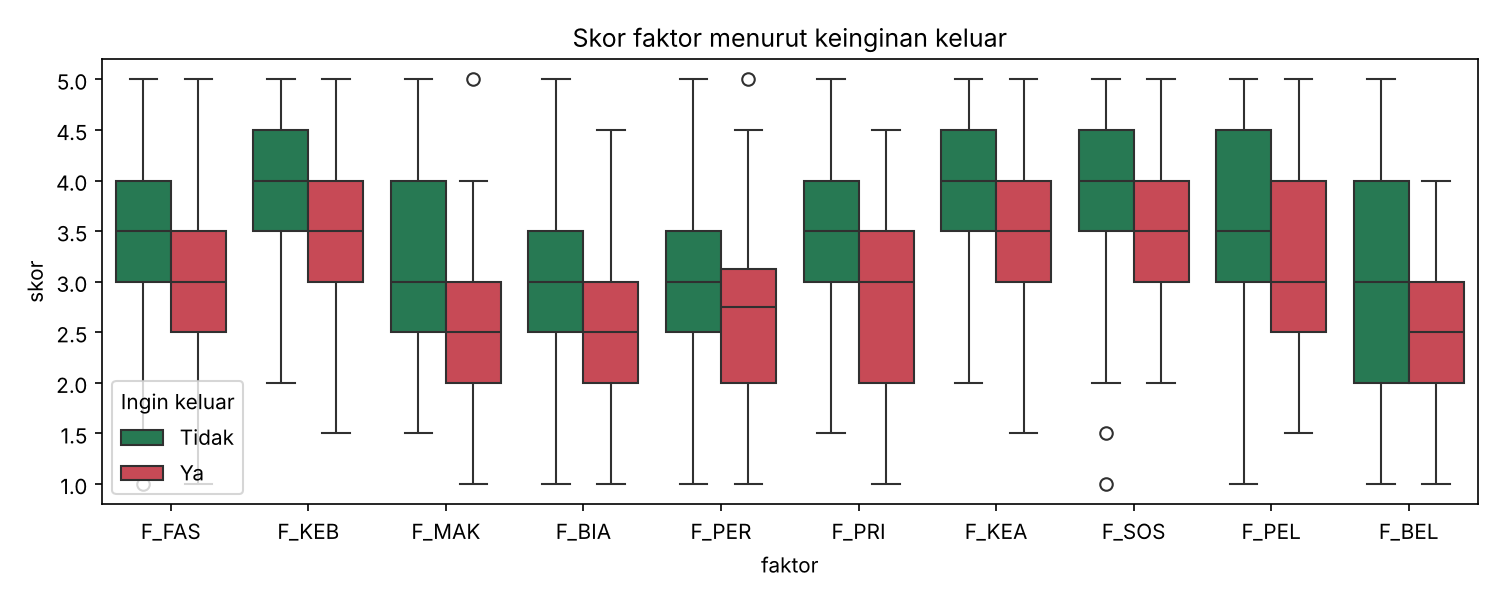 Skor faktor menurut keinginan keluar
skor
5.0
4.5
4.0
3.5
3.0
2.5
2.0
1.5
1.0
Ingin keluar
Tidak
Ya
F_FAS F_KEB F_MAK F_BIA F_PER F_PRI F_KEA F_SOS F_PEL F_BEL
faktor